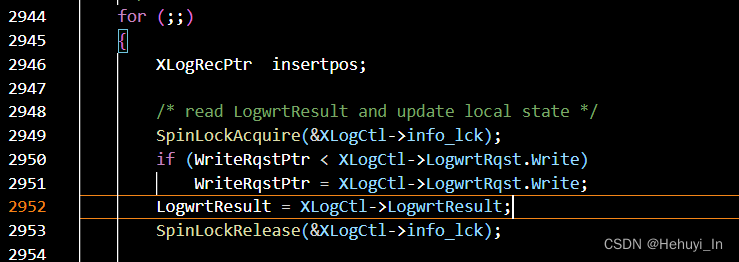 2944 for (;;)
2945 {
2946 XLogRecPtr insertpos;
2947
2948 /* read LogwrtResult and update local state */
2949 SpinLockAcquire(&XLogCtl->info_lck);
2950 if (WriteRqstPtr < XLogCtl->LogwrtRqst.Write)
2951 WriteRqstPtr = XLogCtl->LogwrtRqst.Write;
2952 LogwrtResult = XLogCtl->LogwrtResult;
2953 SpinLockRelease(&XLogCtl->info_lck);
2954
CSDN @Hehuyi_In